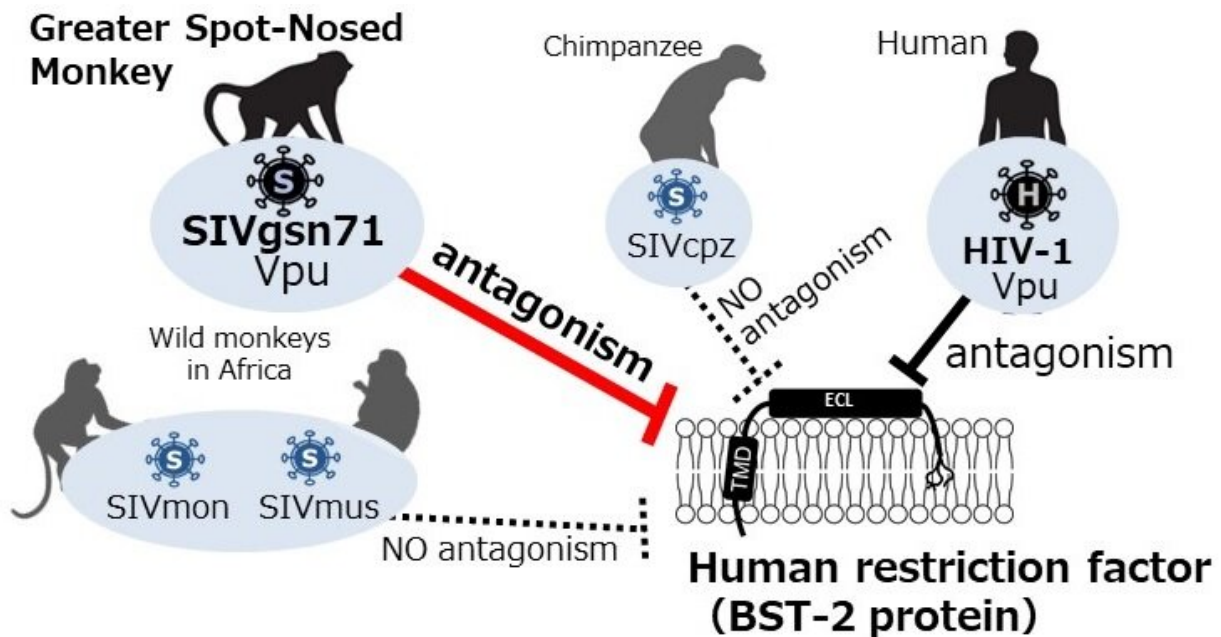 Greater Spot-Nosed
Monkey
S
SIVgsn71
Vpu
antagonism
Chimpanzee
S
SIVcpz
NO
antagonism
Human
H
HIV-1
Vpu
antagonism
Wild monkeys
in Africa
S
SIVmon
S
SIVmus
NO antagonism
ECL
TMD
Human restriction factor
(BST-2 protein)